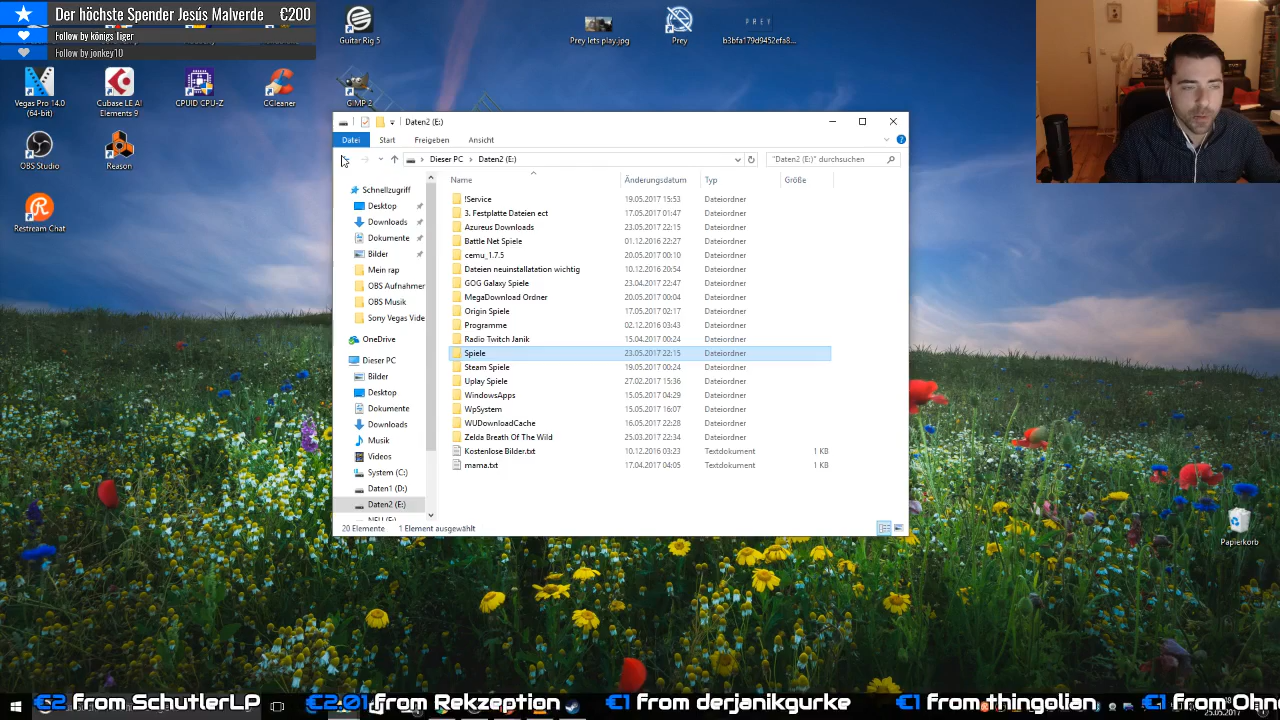 Der höchste Spender Jesús Malverde €200
Follow by königs tiger
Follow by jonkey10
Guitar Rig 5
Prey lets play.jpg
Prey
PREY
b3bfa179d9452efa8...
Vegas Pro 14.0 (64-bit)
Cubase LE AI Elements 9
CPUID CPU-Z
CCleaner
GIMP 2
OBS Studio
Reason
Restream Chat
Daten2 (E:)
Datei Start Freigeben Ansicht
Dieser PC Daten2 (E:)
"Daten2 (E:)" durchsuchen
Name Änderungsdatum Typ Größe
Schnellzugriff
Desktop
Downloads
Dokumente
Bilder
Mein rap
OBS Aufnahmer
OBS Musik
Sony Vegas Vide
OneDrive
Dieser PC
Bilder
Desktop
Dokumente
Downloads
Musik
Videos
System (C:)
Daten1 (D:)
Daten2 (E:)
!Service 19.05.2017 15:53 Dateiordner
3. Festplatte Dateien ect 17.05.2017 01:47 Dateiordner
Azureus Downloads 23.05.2017 22:15 Dateiordner
Battle Net Spiele 01.12.2016 22:27 Dateiordner
cemu_1.7.5 20.05.2017 00:10 Dateiordner
Dateien neuinstallatation wichtig 10.12.2016 20:54 Dateiordner
GOG Galaxy Spiele 23.04.2017 22:47 Dateiordner
MegaDownload Ordner 20.05.2017 00:04 Dateiordner
Origin Spiele 17.05.2017 02:17 Dateiordner
Programme 02.12.2016 03:43 Dateiordner
Radio Twitch Janik 15.04.2017 00:24 Dateiordner
Spiele 23.05.2017 22:15 Dateiordner
Steam Spiele 19.05.2017 00:24 Dateiordner
Uplay Spiele 27.02.2017 15:36 Dateiordner
WindowsApps 15.05.2017 04:29 Dateiordner
WpSystem 15.05.2017 16:07 Dateiordner
WUDownloadCache 16.05.2017 22:28 Dateiordner
Zelda Breath Of The Wild 25.03.2017 22:34 Dateiordner
Kostenlose Bilder.txt 10.12.2016 03:23 Textdokument 1 KB
mama.txt 17.04.2017 04:05 Textdokument 1 KB
20 Elemente 1 Element ausgewählt
Papierkorb
€2 from SchutlerLP €2.01 from Rekzeption €1 from derjanikgurke €1 from thingolian €1 from Ohn
25.05.2017